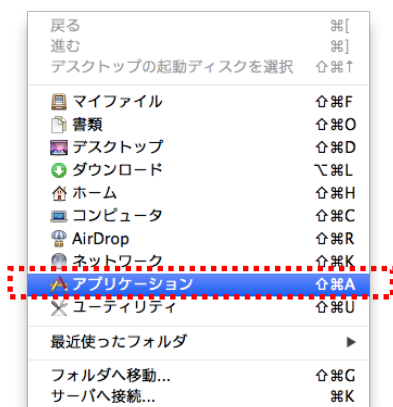 戻る ⌘[
進む ⌘]
デスクトップの起動ディスクを選択 ⇧⌘↑
マイファイル ⇧⌘F
書類 ⇧⌘O
デスクトップ ⇧⌘D
ダウンロード ⌥⌘L
ホーム ⇧⌘H
コンピュータ ⇧⌘C
AirDrop ⇧⌘R
ネットワーク ⇧⌘K
アプリケーション ⇧⌘A
ユーティリティ ⇧⌘U
最近使ったフォルダ ▶
フォルダへ移動... ⇧⌘G
サーバへ接続... ⌘K